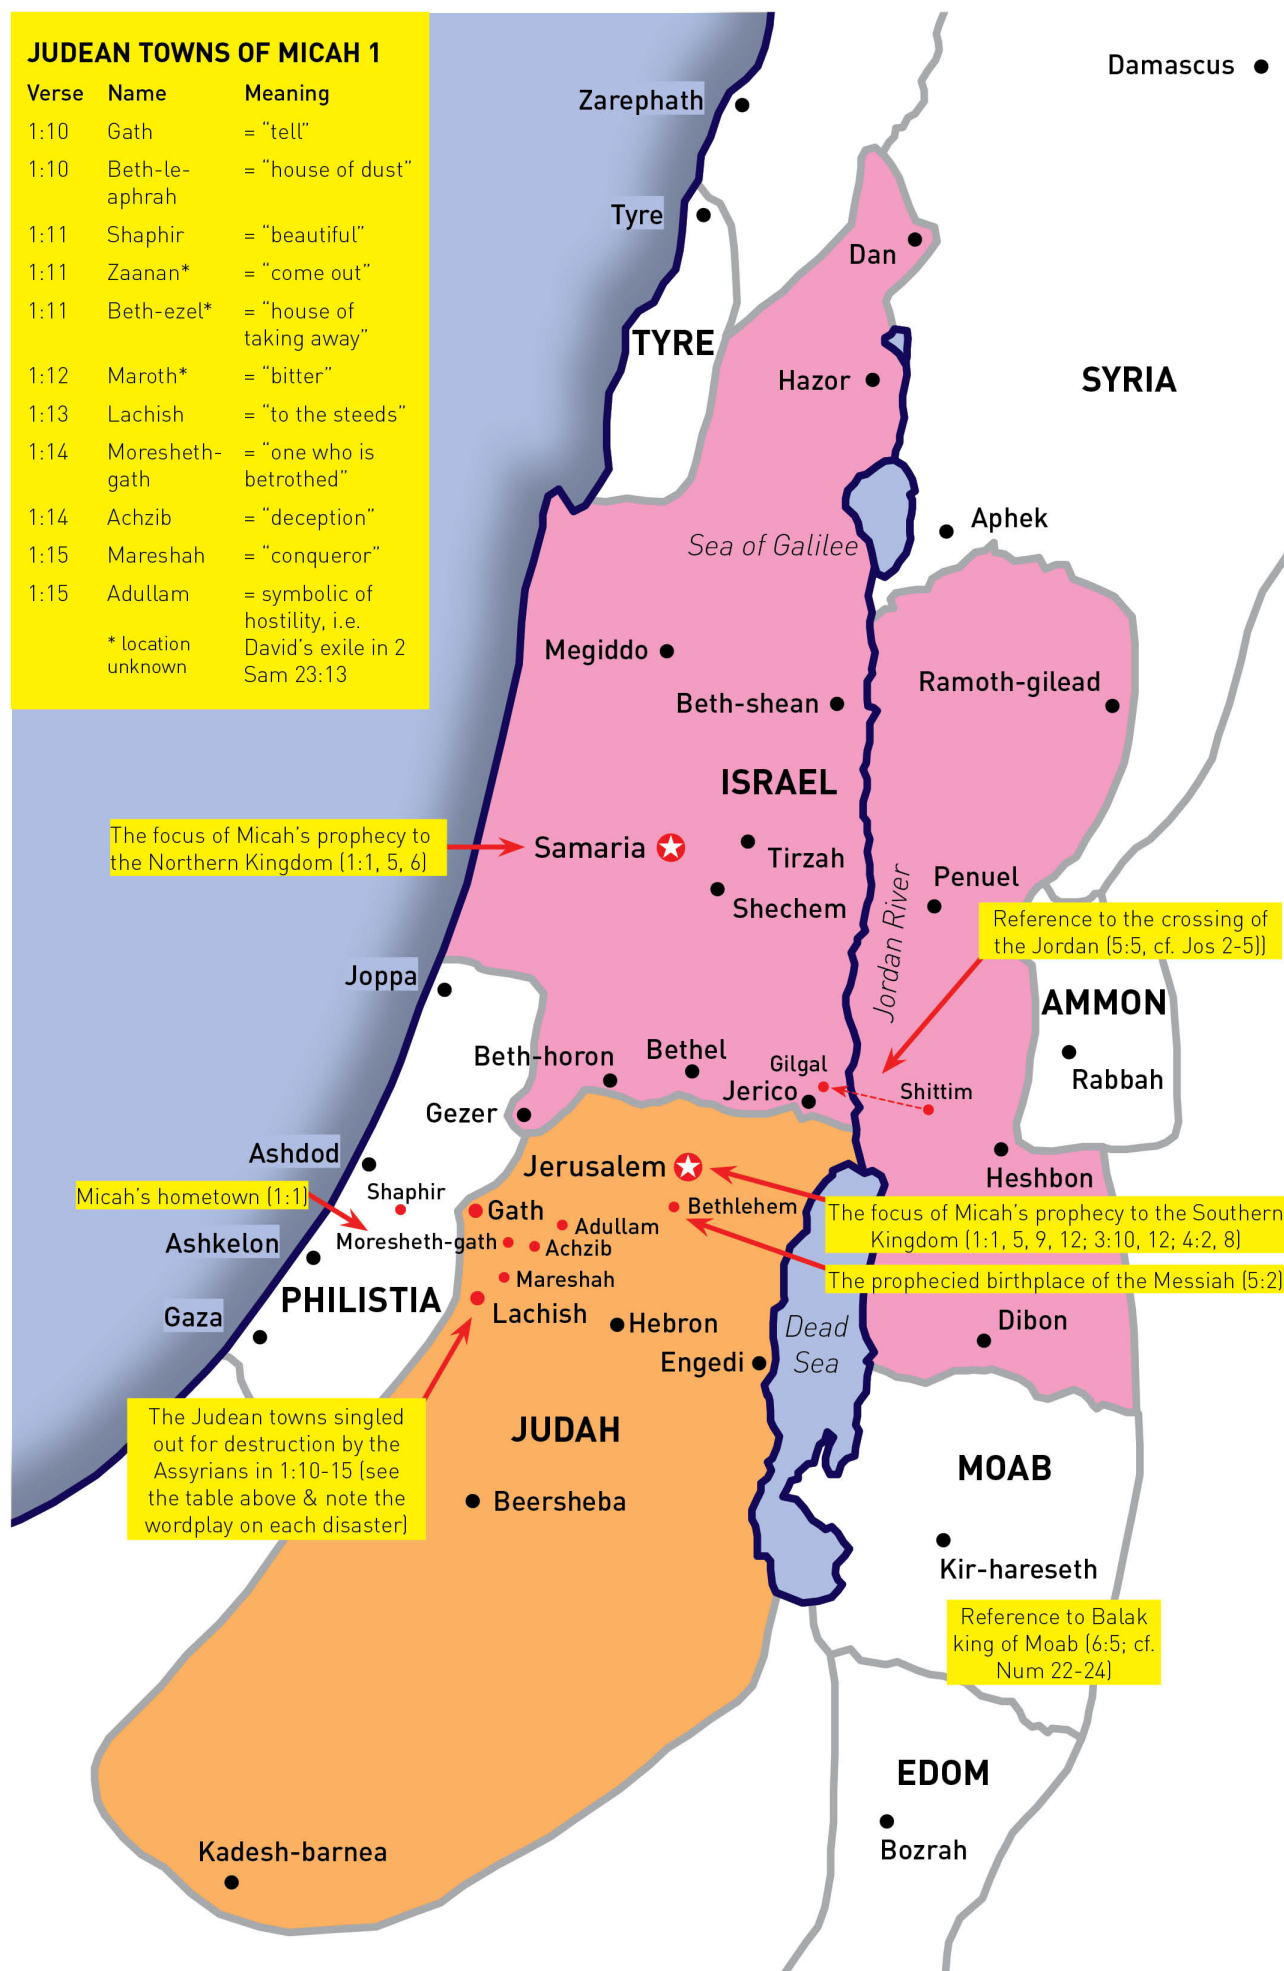 JUDEAN TOWNS OF MICAH 1
Verse Name Meaning
1:10 Gath = “tell”
1:10 Beth-le- = “house of dust”
aphrah
1:11 Shaphir = “beautiful”
1:11 Zaanan* = “come out”
1:11 Beth-ezel* = “house of
taking away”
1:12 Maroth* = “bitter”
1:13 Lachish = “to the steeds”
1:14 Moresheth- = “one who is
gath betrothed”
1:14 Achzib = “deception”
1:15 Mareshah = “conqueror”
1:15 Adullam = symbolic of
hostility, i.e.
* location David’s exile in 2
unknown Sam 23:13
Damascus
Zarephath
Tyre
Dan
TYRE
Hazor
SYRIA
Aphek
Sea of Galilee
Megiddo
Ramoth-gilead
Beth-shean
ISRAEL
The focus of Micah’s prophecy to
the Northern Kingdom (1:1, 5, 6)
Samaria
Tirzah
Shechem
Penuel
Jordan River
Reference to the crossing of
the Jordan (5:5, cf. Jos 2-5))
Joppa
AMMON
Rabbah
Beth-horon
Bethel
Gilgal
Jerico
Shittim
Gezer
Ashdod
Jerusalem
Heshbon
Micah’s hometown (1:1)
Shaphir
Gath
Bethlehem
The focus of Micah’s prophecy to the Southern
Kingdom (1:1, 5, 9, 12; 3:10, 12; 4:2, 8)
Adullam
Ashkelon
Moresheth-gath
Achzib
Mareshah
The prophecied birthplace of the Messiah (5:2)
PHILISTIA
Lachish
Gaza
Hebron
Dead
Sea
Dibon
Engedi
The Judean towns singled
out for destruction by the
Assyrians in 1:10-15 (see
the table above & note the
wordplay on each disaster)
JUDAH
MOAB
Beersheba
Kir-hareseth
Reference to Balak
king of Moab (6:5; cf.
Num 22-24)
EDOM
Bozrah
Kadesh-barnea